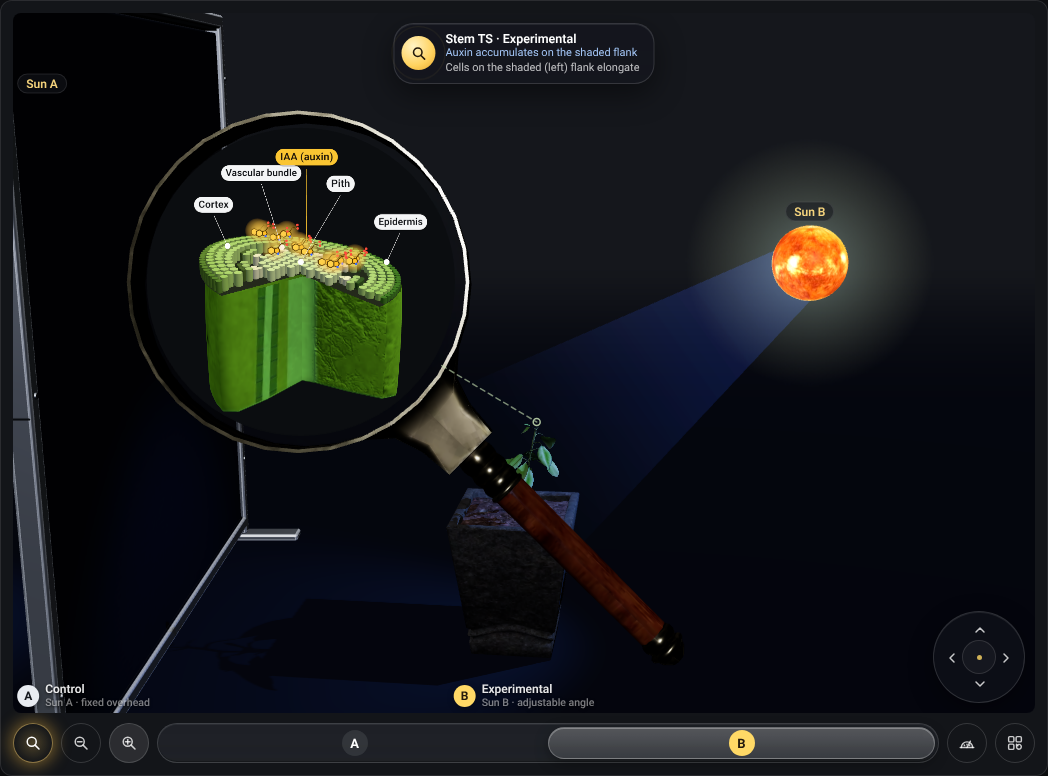 Stem TS · Experimental
Auxin accumulates on the shaded flank
Cells on the shaded (left) flank elongate
Sun A
IAA (auxin)
Vascular bundle
Pith
Cortex
Epidermis
Sun B
A
Control
Sun A · fixed overhead
B
Experimental
Sun B · adjustable angle
A
B